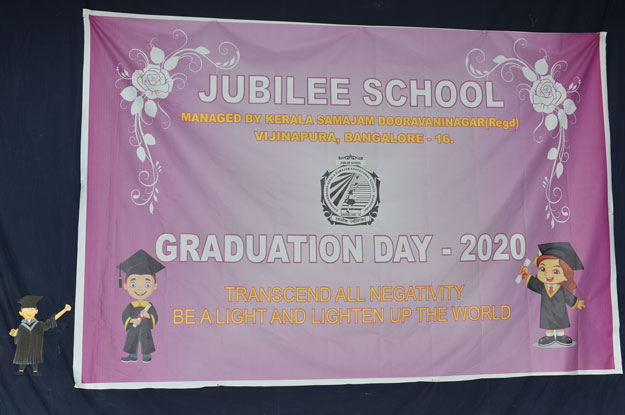 JUBILEE SCHOOL
MANAGED BY KERALA SAMAJAM DOORAVANINAGAR(Regd)
VIJINAPURA, BANGALORE - 16.
GRADUATION DAY - 2020
TRANSCEND ALL NEGATIVITY
BE A LIGHT AND LIGHTEN UP THE WORLD